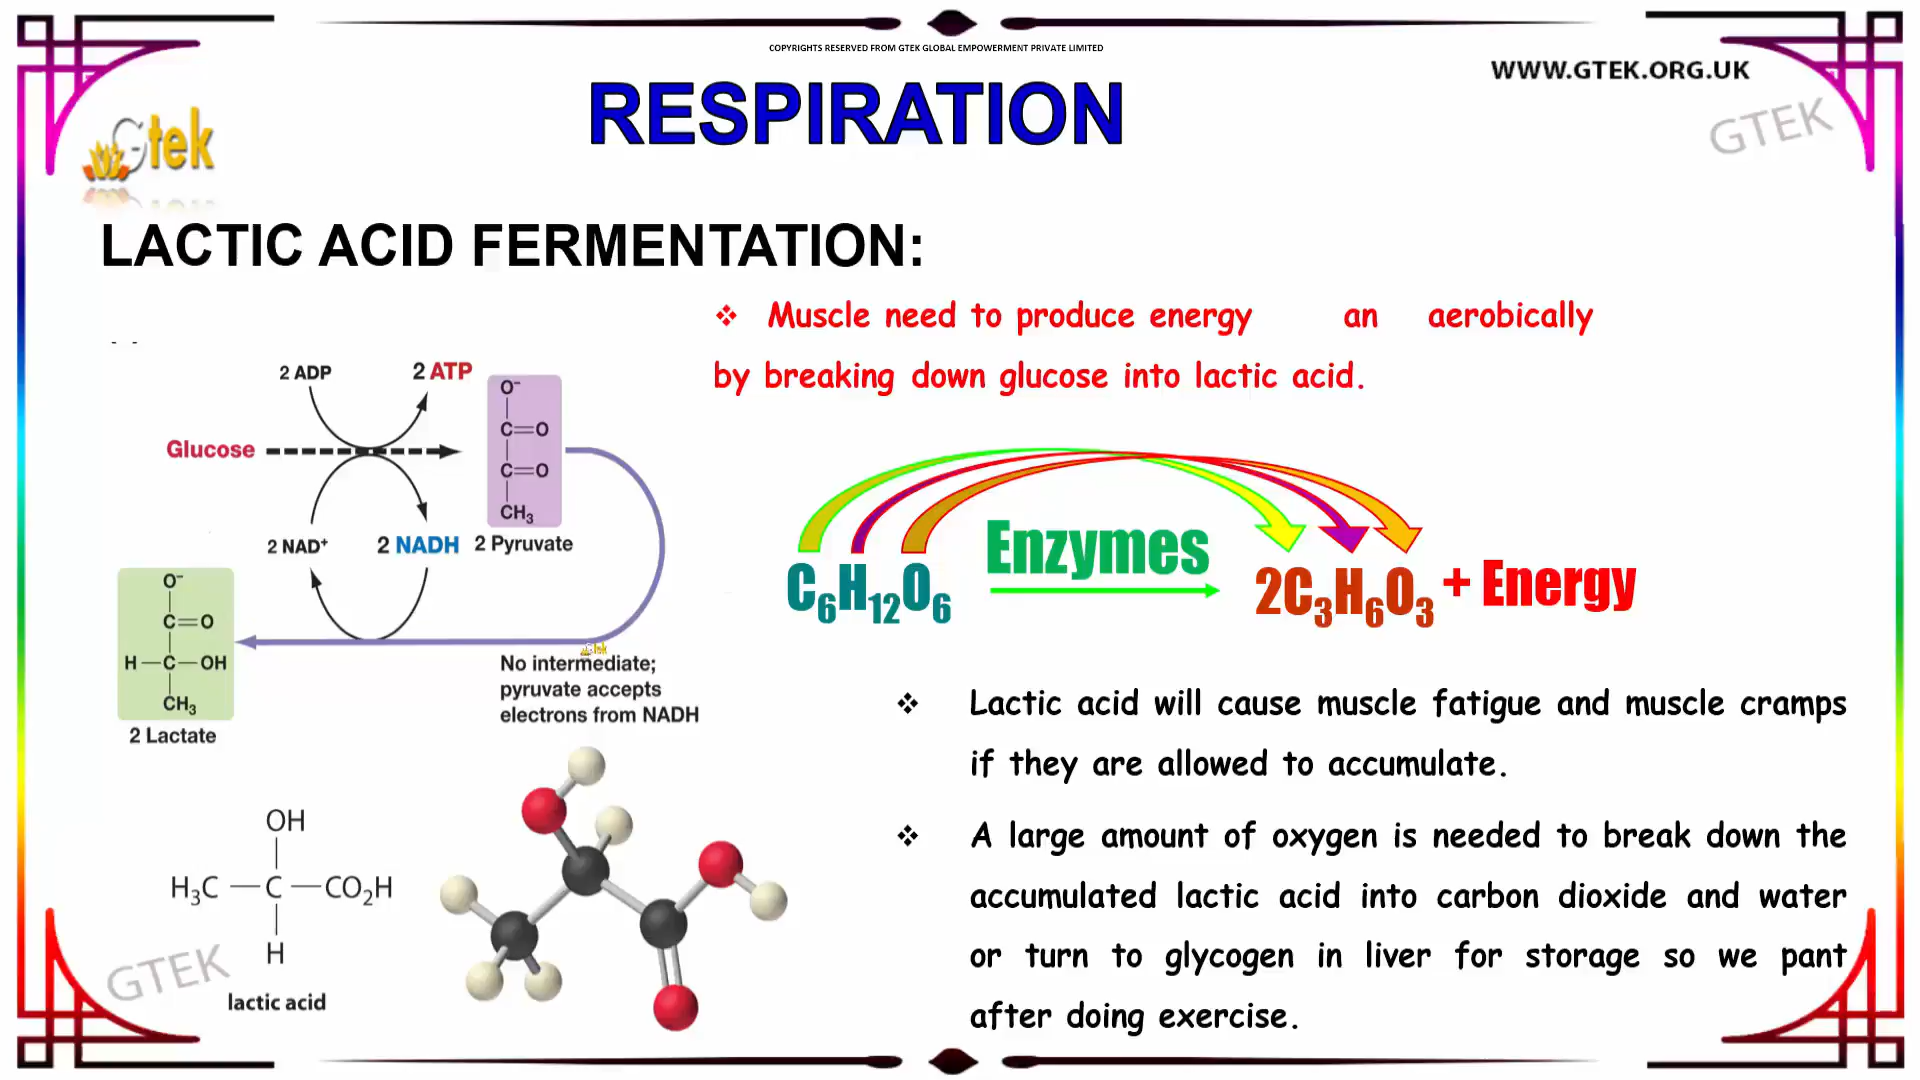 COPYRIGHTS RESERVED FROM GTEK GLOBAL EMPOWERMENT PRIVATE LIMITED
WWW.GTEK.ORG.UK
RESPIRATION
GTEK
Gtek
LACTIC ACID FERMENTATION:
❖ Muscle need to produce energy an aerobically
by breaking down glucose into lactic acid.
- -
2 ADP 2 ATP
O⁻
C=O
Glucose
C=O
CH₃
2 NAD⁺ 2 NADH 2 Pyruvate
Enzymes
C₆H₁₂O₆ 2C₃H₆O₃ + Energy
O⁻
C=O
H—C—OH
CH₃
2 Lactate
Gtek
No intermediate;
pyruvate accepts
electrons from NADH
❖ Lactic acid will cause muscle fatigue and muscle cramps
if they are allowed to accumulate.
❖ A large amount of oxygen is needed to break down the
accumulated lactic acid into carbon dioxide and water
or turn to glycogen in liver for storage so we pant
after doing exercise.
OH
H₃C—C—CO₂H
H
lactic acid
GTEK